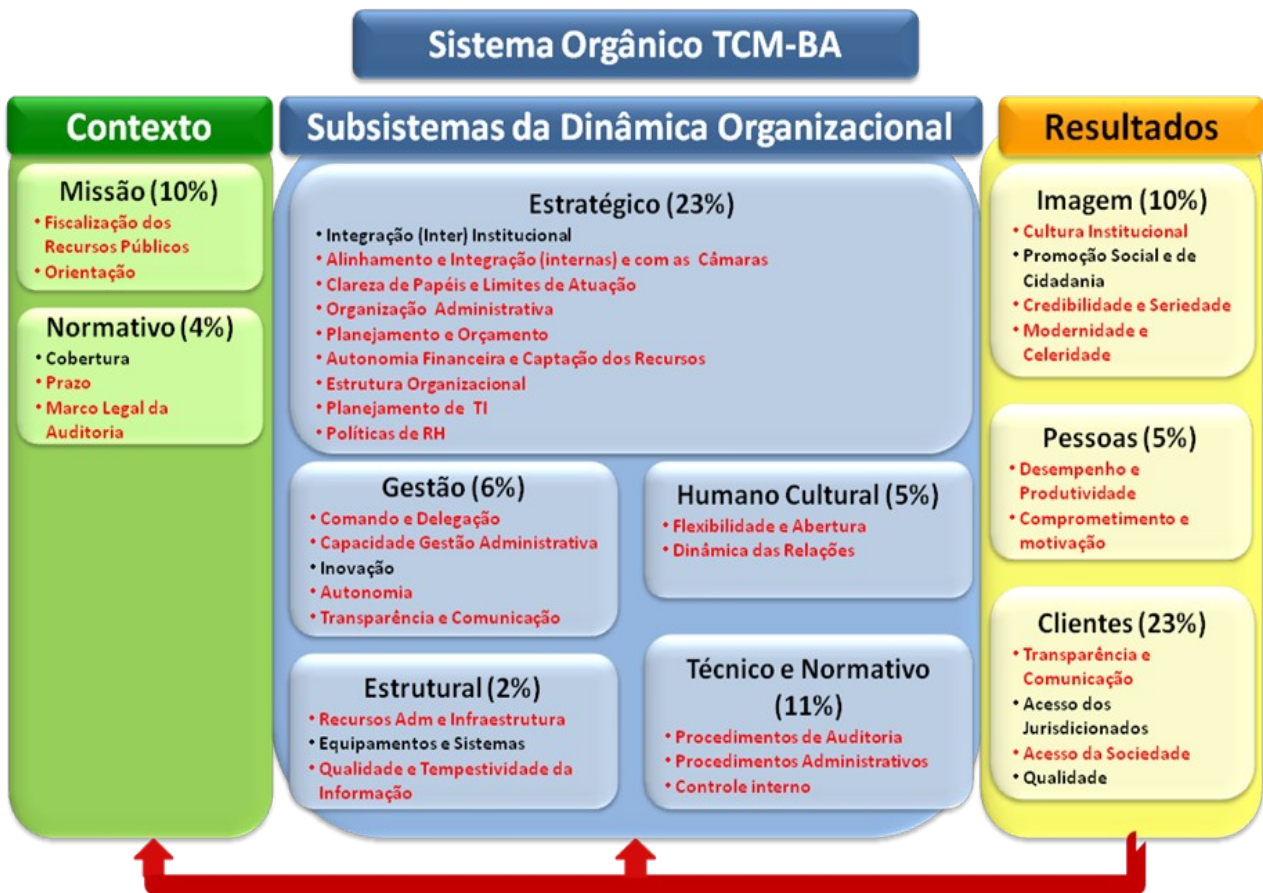 Sistema Orgânico TCM-BA
Contexto
Missão (10%)
• Fiscalização dos
Recursos Públicos
• Orientação
Normativo (4%)
• Cobertura
• Prazo
• Marco Legal da
Auditoria
Subsistemas da Dinâmica Organizacional
Estratégico (23%)
• Integração (Inter) Institucional
• Alinhamento e Integração (internas) e com as Câmaras
• Clareza de Papéis e Limites de Atuação
• Organização Administrativa
• Planejamento e Orçamento
• Autonomia Financeira e Captação dos Recursos
• Estrutura Organizacional
• Planejamento de TI
• Políticas de RH
Gestão (6%)
• Comando e Delegação
• Capacidade Gestão Administrativa
• Inovação
• Autonomia
• Transparência e Comunicação
Humano Cultural (5%)
• Flexibilidade e Abertura
• Dinâmica das Relações
Estrutural (2%)
• Recursos Adm e Infraestrutura
• Equipamentos e Sistemas
• Qualidade e Tempestividade da
Informação
Técnico e Normativo
(11%)
• Procedimentos de Auditoria
• Procedimentos Administrativos
• Controle interno
Resultados
Imagem (10%)
• Cultura Institucional
• Promoção Social e de
Cidadania
• Credibilidade e Seriedade
• Modernidade e
Celeridade
Pessoas (5%)
• Desempenho e
Produtividade
• Comprometimento e
motivação
Clientes (23%)
• Transparência e
Comunicação
• Acesso dos
Jurisdicionados
• Acesso da Sociedade
• Qualidade